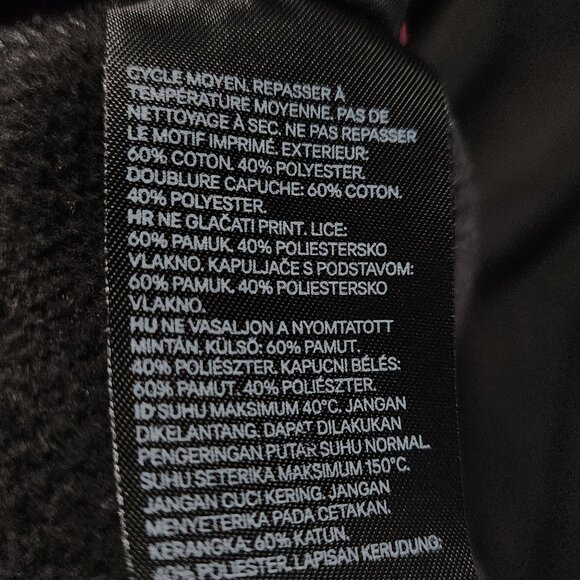 CYCLE MOYEN. REPASSER À
TEMPÉRATURE MOYENNE. PAS DE
NETTOYAGE À SEC. NE PAS REPASSER
LE MOTIF IMPRIMÉ. EXTERIEUR:
60% COTON. 40% POLYESTER.
DOUBLURE CAPUCHE: 60% COTON.
40% POLYESTER.
HR NE GLAČATI PRINT. LICE:
60% PAMUK. 40% POLIESTERSKO
VLAKNO. KAPULJAČE S PODSTAVOM:
60% PAMUK. 40% POLIESTERSKO
VLAKNO.
HU NE VASALJON A NYOMTATOTT
MINTÁN. KÜLSŐ: 60% PAMUT.
40% POLIÉSZTER. KAPUCNI BÉLÉS:
60% PAMUT. 40% POLIÉSZTER.
ID SUHU MAKSIMUM 40°C. JANGAN
DIKELANTANG. DAPAT DILAKUKAN
PENGERINGAN PUTAR SUHU NORMAL.
SUHU SETERIKA MAKSIMUM 150°C.
JANGAN CUCI KERING. JANGAN
MENYETERIKA PADA CETAKAN.
KERANGKA: 60% KATUN.
40% POLIESTER. LAPISAN KERUDUNG: